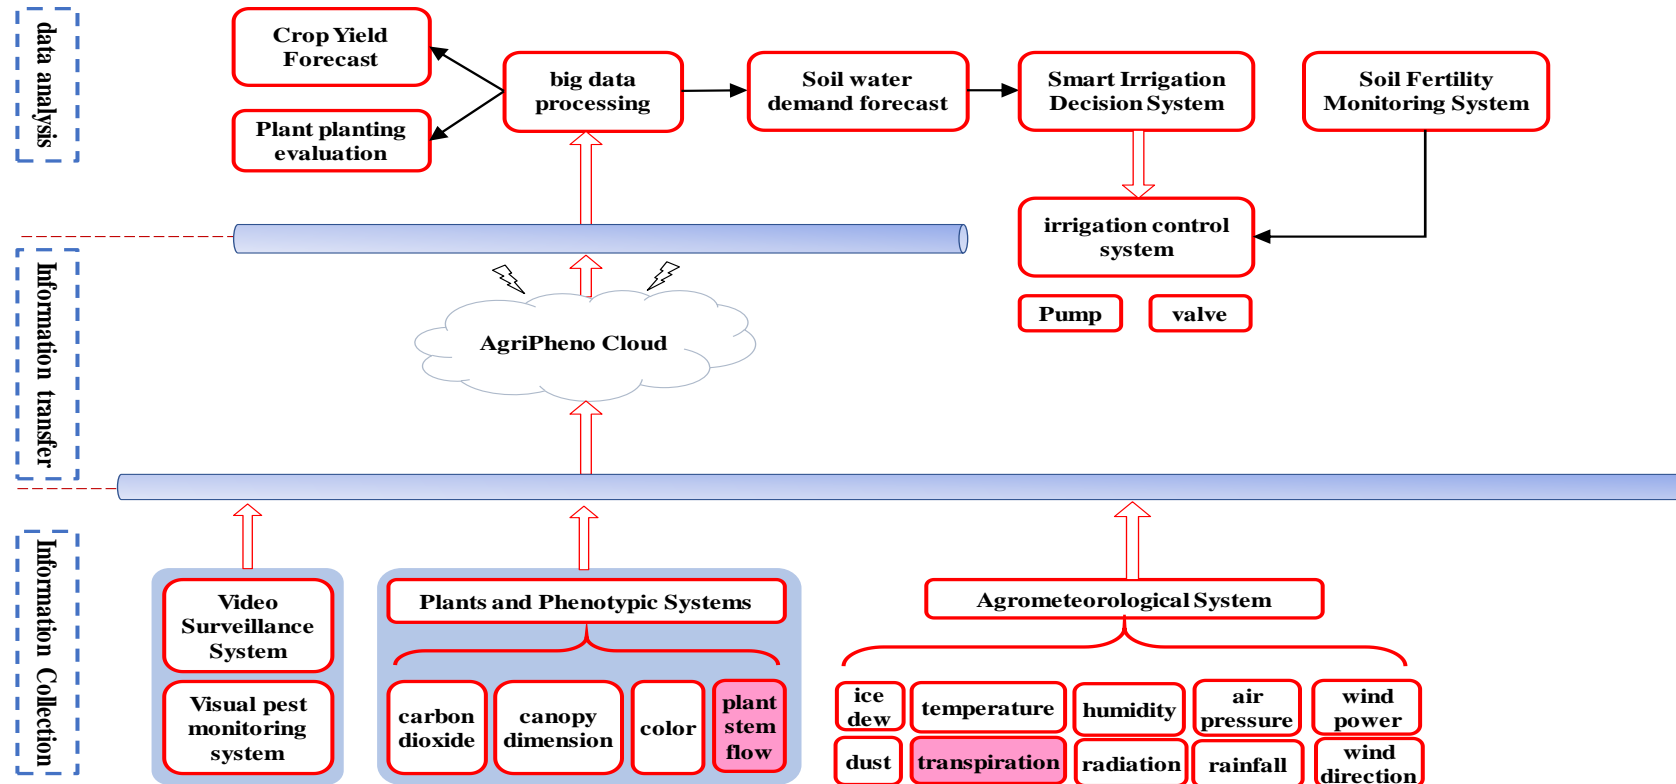 data analysis
Crop Yield
Forecast
Plant planting
evaluation
big data
processing
Soil water
demand forecast
Smart Irrigation
Decision System
Soil Fertility
Monitoring System
irrigation control
system
Pump
valve
Information transfer
AgriPheno Cloud
Information Collection
Video
Surveillance
System
Visual pest
monitoring
system
Plants and Phenotypic Systems
carbon
dioxide
canopy
dimension
color
plant
stem
flow
Agrometeorological System
ice
dew
temperature
humidity
air
pressure
wind
power
dust
transpiration
radiation
rainfall
wind
direction